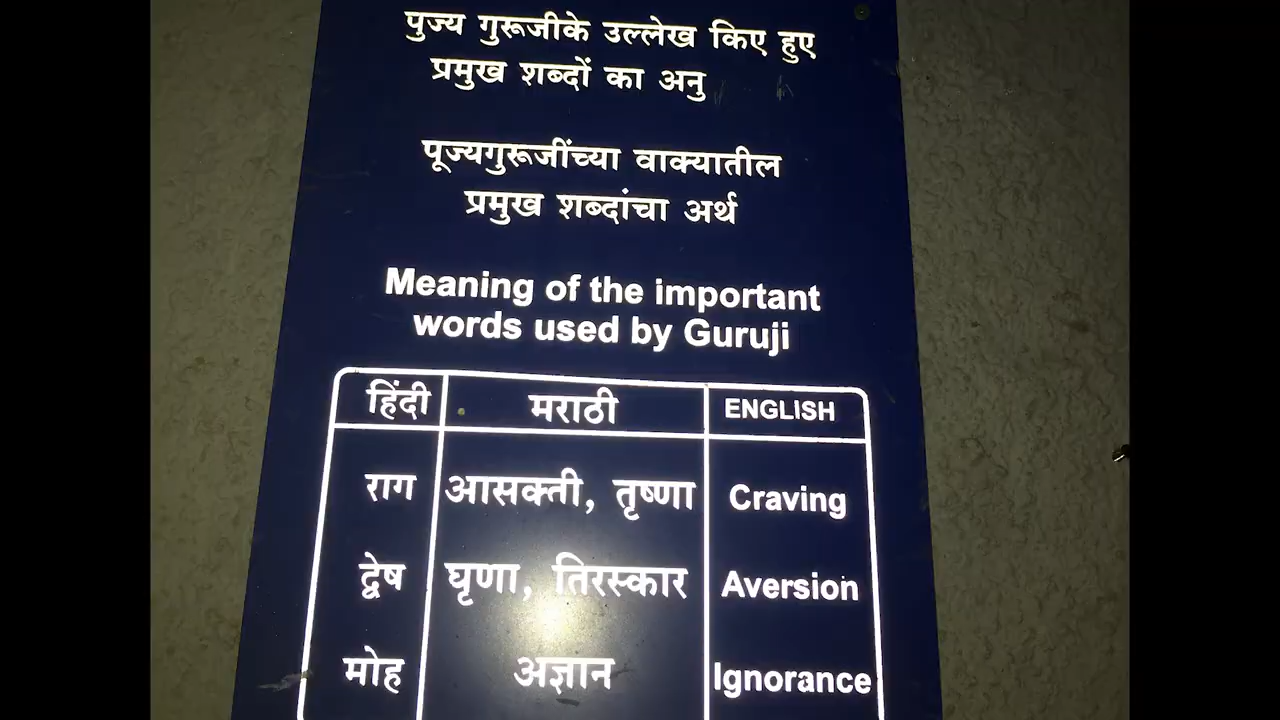 पुज्य गुरूजीके उल्लेख किए हुए
प्रमुख शब्दों का अनु
पूज्यगुरूजींच्या वाक्यातील
प्रमुख शब्दांचा अर्थ
Meaning of the important
words used by Guruji
हिंदी मराठी ENGLISH
राग आसक्ती, तृष्णा Craving
द्वेष घृणा, तिरस्कार Aversion
मोह अज्ञान Ignorance